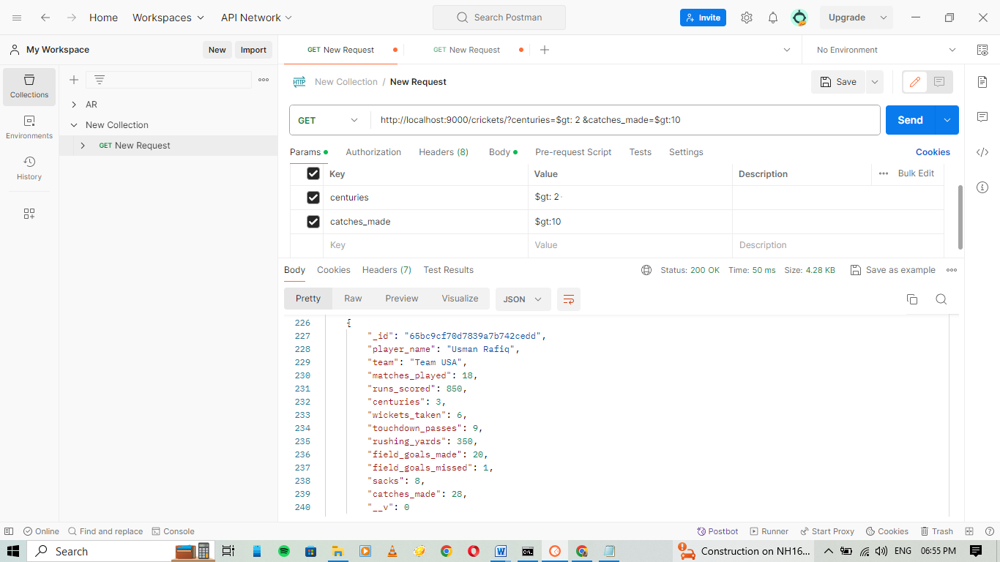 Home Workspaces API Network Search Postman Invite Upgrade
My Workspace New Import GET New Request GET New Request No Environment
Collections
Environments
History
AR
New Collection
GET New Request
HTTP New Collection / New Request Save
GET http://localhost:9000/crickets/?centuries=$gt: 2 &catches_made=$gt:10 Send
Params Authorization Headers (8) Body Pre-request Script Tests Settings Cookies
Key Value Description Bulk Edit
centuries $gt: 2
catches_made $gt:10
Key Value Description
Body Cookies Headers (7) Test Results Status: 200 OK Time: 50 ms Size: 4.28 KB Save as example
Pretty Raw Preview Visualize JSON
226 {
227 "_id": "65bc9cf70d7839a7b742cedd",
228 "player_name": "Usman Rafiq",
229 "team": "Team USA",
230 "matches_played": 18,
231 "runs_scored": 850,
232 "centuries": 3,
233 "wickets_taken": 6,
234 "touchdown_passes": 9,
235 "rushing_yards": 350,
236 "field_goals_made": 20,
237 "field_goals_missed": 1,
238 "sacks": 8,
239 "catches_made": 28,
240 "__v": 0
Online Find and replace Console Postbot Runner Start Proxy Cookies Trash
Search Construction on NH16... ENG 06:55 PM